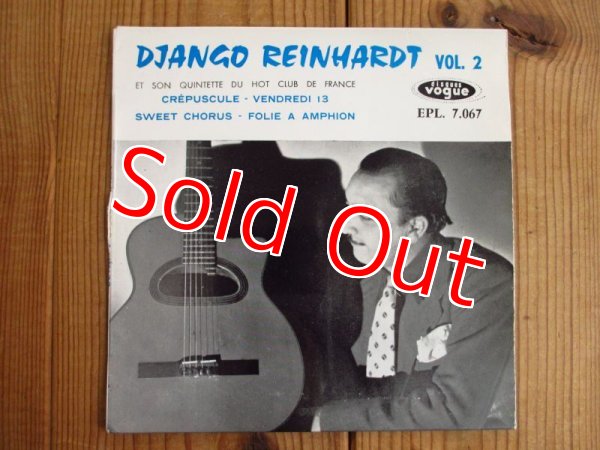 DJANGO REINHARDT VOL. 2
ET SON QUINTETTE DU HOT CLUB DE FRANCE
CRÉPUSCULE - VENDREDI 13
SWEET CHORUS - FOLIE A AMPHION
disques
vogue
EPL. 7.067
Sold Out